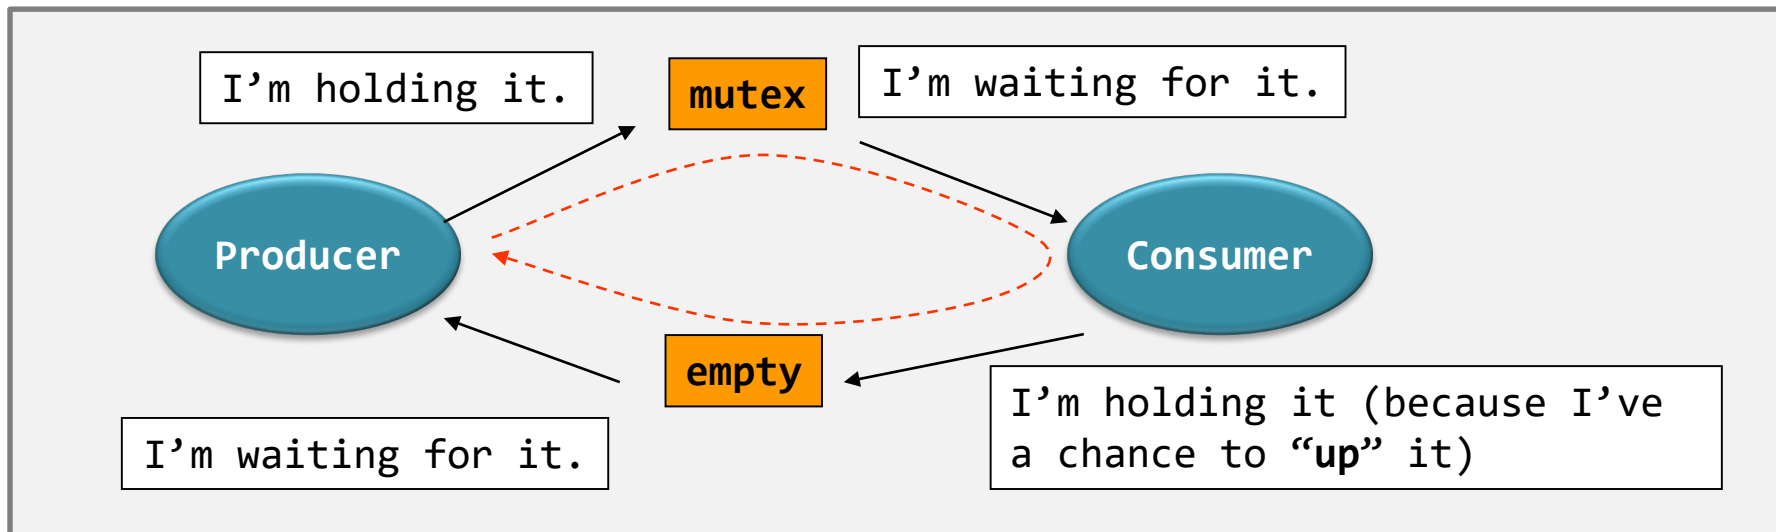 I’m holding it.
mutex
I’m waiting for it.
Producer
Consumer
empty
I’m waiting for it.
I’m holding it (because I’ve
a chance to “up” it)